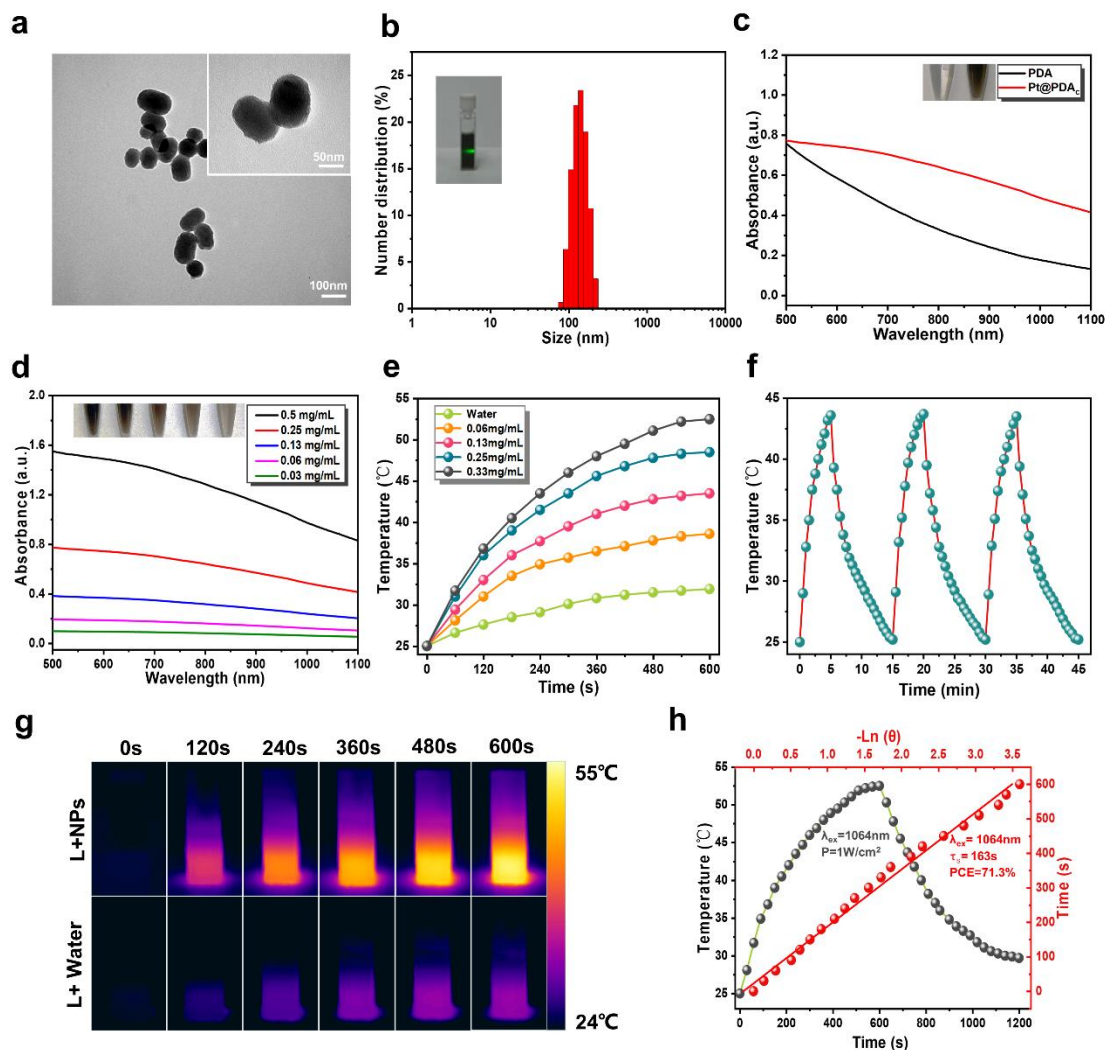 a
50nm
100nm
b
Number distribution (%)
25
20
15
10
5
0
1 10 100 1000 10000
Size (nm)
c
Absorbance (a.u.)
1.2
1.0
0.8
0.6
0.4
0.2
0.0
PDA
Pt@PDAc
500 600 700 800 900 1000 1100
Wavelength (nm)
d
Absorbance (a.u.)
2.0
1.6
1.2
0.8
0.4
0.0
0.5 mg/mL
0.25 mg/mL
0.13 mg/mL
0.06 mg/mL
0.03 mg/mL
500 600 700 800 900 1000 1100
Wavelength (nm)
e
Temperature (℃)
55
50
45
40
35
30
25
Water
0.06mg/mL
0.13mg/mL
0.25mg/mL
0.33mg/mL
0 120 240 360 480 600
Time (s)
f
Temperature (℃)
45
40
35
30
25
0 5 10 15 20 25 30 35 40 45
Time (min)
g
0s 120s 240s 360s 480s 600s
L+NPs
L+ Water
55℃
24℃
h
-Ln (θ)
0.0 0.5 1.0 1.5 2.0 2.5 3.0 3.5
Temperature (℃)
55
50
45
40
35
30
25
λex=1064nm
P=1W/cm²
λex= 1064nm
τs= 163s
PCE=71.3%
600
500
400
300
200
100
0
Time (s)
0 200 400 600 800 1000 1200
Time (s)